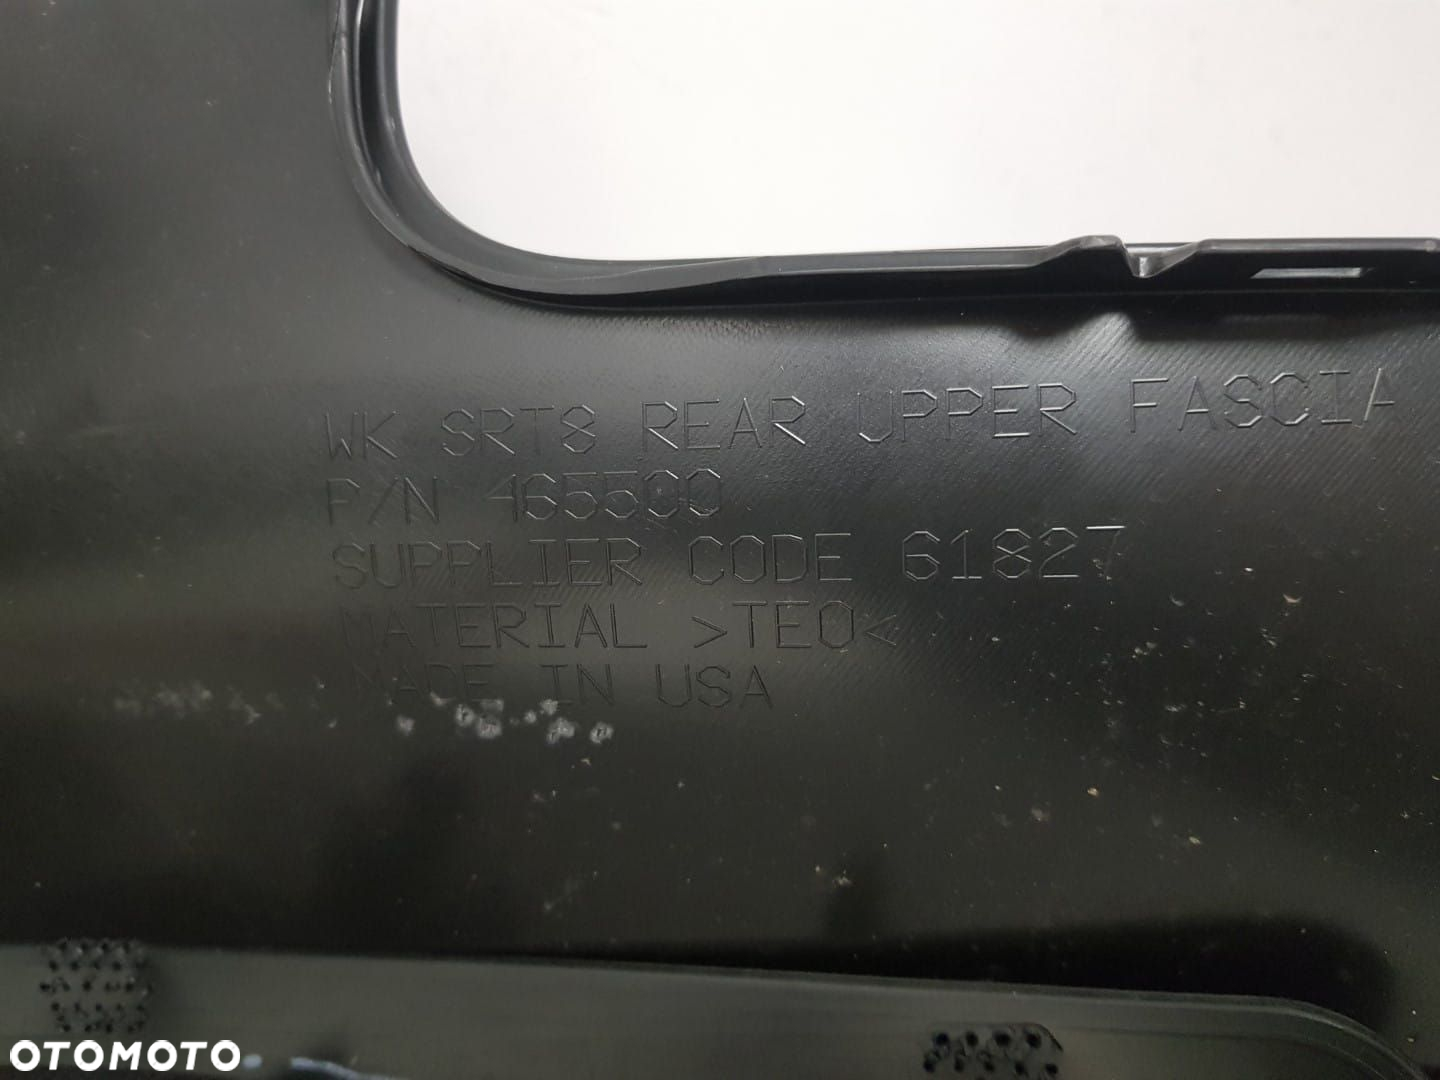 WK SRT8 REAR UPPER FASCIA
P/N 465500
SUPPLIER CODE 61827
MATERIAL >TEO<
MADE IN USA
OTOMOTO